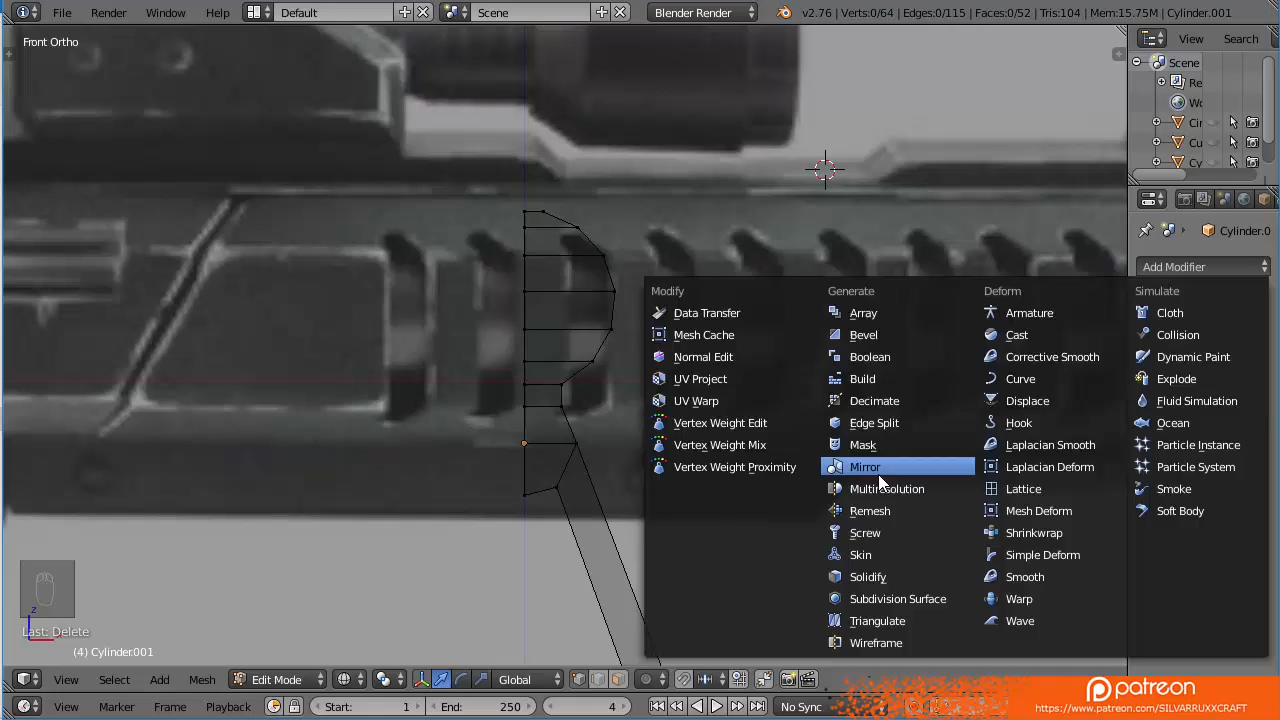 File Render Window Help Default Scene Blender Render v2.76 | Verts:0/64 | Edges:0/115 | Faces:0/52 | Tris:104 | Mem:15.75M | Cylinder.001
Front Ortho
View Search
Scene
Re
Wo
Cir
Cu
Cy
Cylinder.0
Add Modifier
Modify Generate Deform Simulate
Data Transfer Array Armature Cloth
Mesh Cache Bevel Cast Collision
Normal Edit Boolean Corrective Smooth Dynamic Paint
UV Project Build Curve Explode
UV Warp Decimate Displace Fluid Simulation
Vertex Weight Edit Edge Split Hook Ocean
Vertex Weight Mix Mask Laplacian Smooth Particle Instance
Vertex Weight Proximity Mirror Laplacian Deform Particle System
Multiresolution Lattice Smoke
Remesh Mesh Deform Soft Body
Screw Shrinkwrap
Skin Simple Deform
Solidify Smooth
Subdivision Surface Warp
Triangulate Wave
Wireframe
z
Last: Delete
(4) Cylinder.001
View Select Add Mesh Edit Mode Global
View Marker Frame Playback Start: 1 End: 250 4 No Sync
patreon
https://www.patreon.com/SILVARRUXXCRAFT